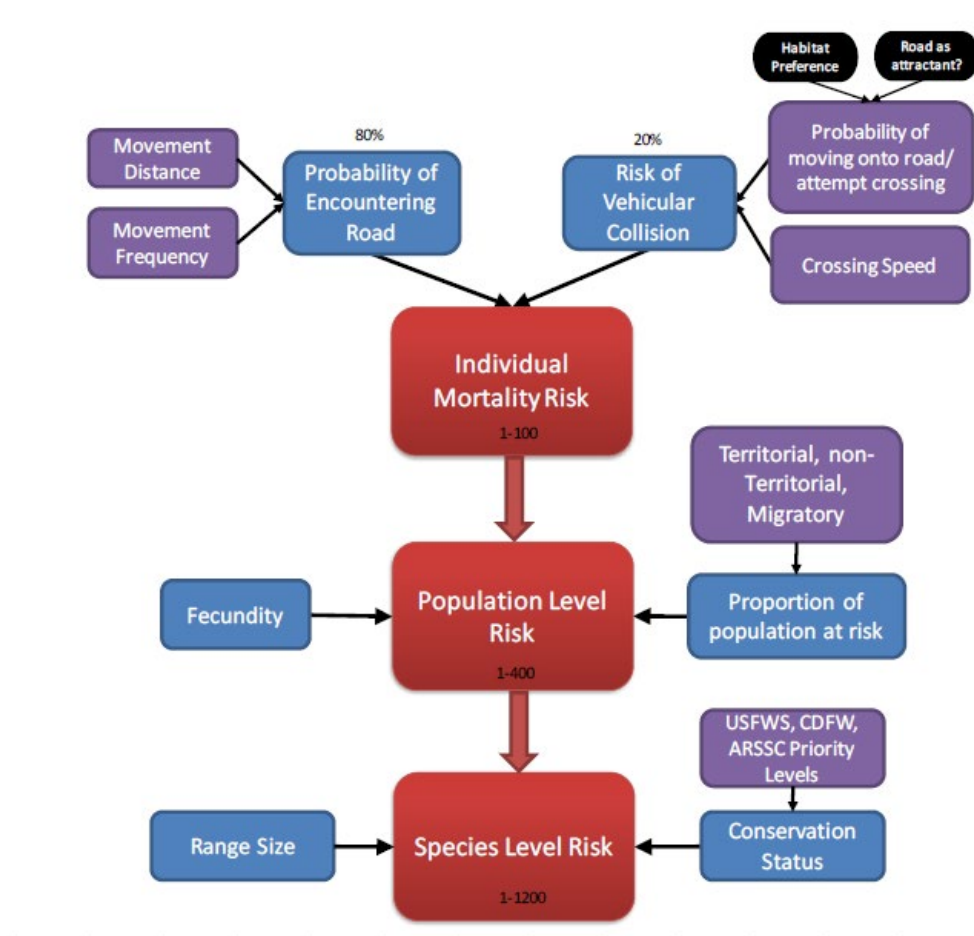 Habitat
Preference
Road as
attractant?
Movement
Distance
80%
Probability of
Encountering
Road
20%
Risk of
Vehicular
Collision
Probability of
moving onto road/
attempt crossing
Movement
Frequency
Crossing Speed
Individual
Mortality Risk
1-100
Territorial, non-
Territorial,
Migratory
Fecundity
Population Level
Risk
1-400
Proportion of
population at risk
USFWS, CDFW,
ARSSC Priority
Levels
Range Size
Species Level Risk
1-1200
Conservation
Status